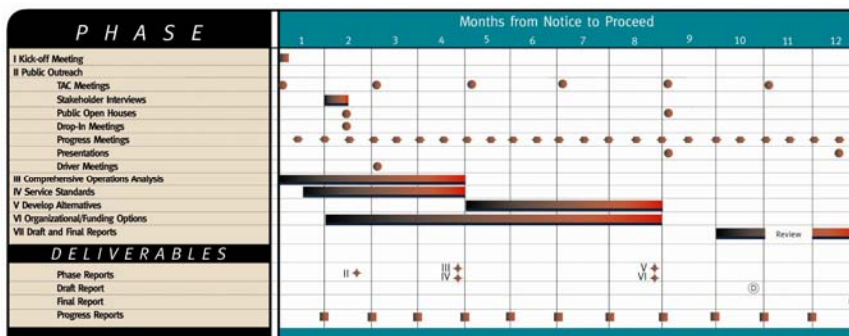 PHASE
Months from Notice to Proceed
1 2 3 4 5 6 7 8 9 10 11 12
I Kick-off Meeting
II Public Outreach
TAC Meetings
Stakeholder Interviews
Public Open Houses
Drop-In Meetings
Progress Meetings
Presentations
Driver Meetings
III Comprehensive Operations Analysis
IV Service Standards
V Develop Alternatives
VI Organizational/Funding Options
VII Draft and Final Reports
Review
DELIVERABLES
Phase Reports
II
III
IV
V
VI
Draft Report
D
Final Report
Progress Reports